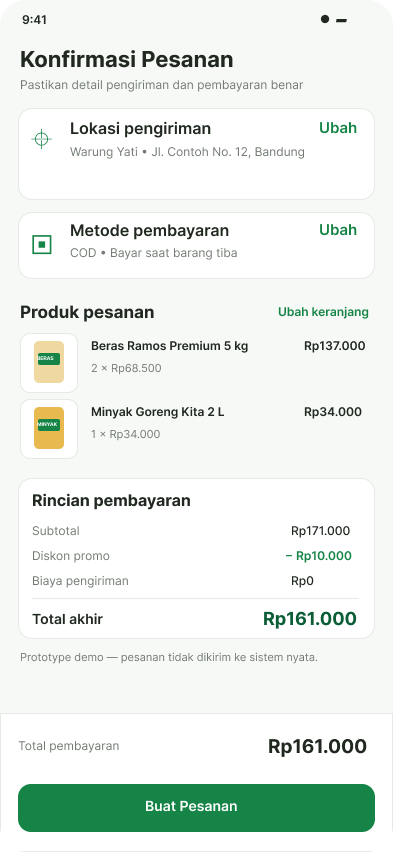 9:41
Konfirmasi Pesanan
Pastikan detail pengiriman dan pembayaran benar
Lokasi pengiriman Ubah
Warung Yati • Jl. Contoh No. 12, Bandung
Metode pembayaran Ubah
COD • Bayar saat barang tiba
Produk pesanan Ubah keranjang
BERAS
Beras Ramos Premium 5 kg Rp137.000
2 × Rp68.500
MINYAK
Minyak Goreng Kita 2 L Rp34.000
1 × Rp34.000
Rincian pembayaran
Subtotal Rp171.000
Diskon promo – Rp10.000
Biaya pengiriman Rp0
Total akhir Rp161.000
Prototype demo — pesanan tidak dikirim ke sistem nyata.
Total pembayaran Rp161.000
Buat Pesanan